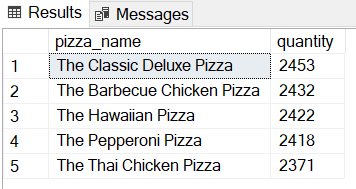 Results Messages
pizza_name quantity
1 The Classic Deluxe Pizza 2453
2 The Barbecue Chicken Pizza 2432
3 The Hawaiian Pizza 2422
4 The Pepperoni Pizza 2418
5 The Thai Chicken Pizza 2371